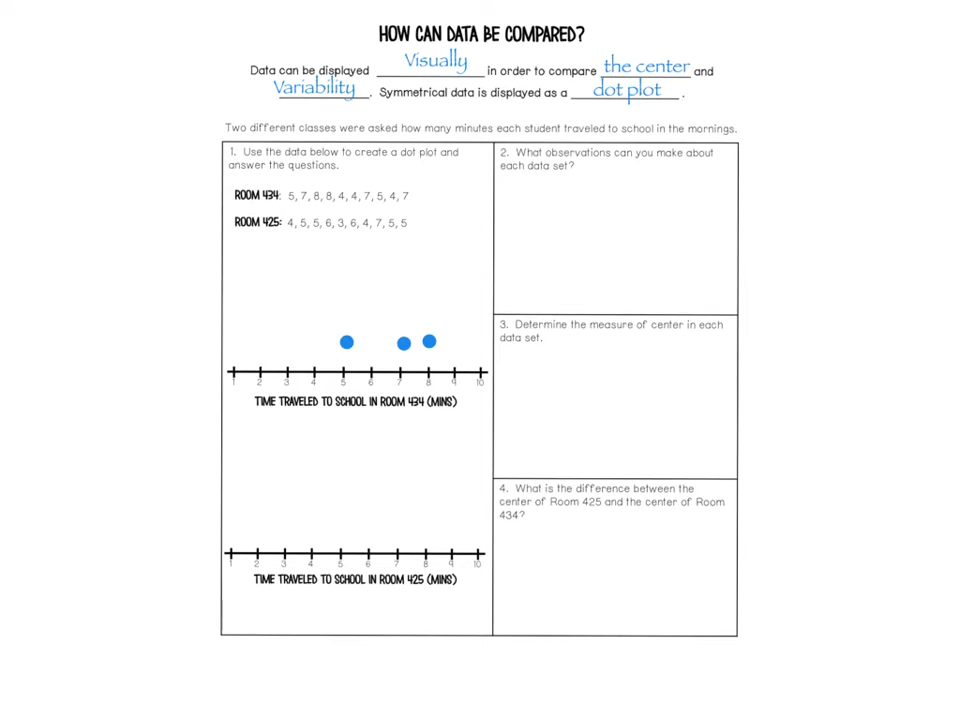 HOW CAN DATA BE COMPARED?
Data can be displayed Visually in order to compare the center and
Variability. Symmetrical data is displayed as a dot plot.
Two different classes were asked how many minutes each student traveled to school in the mornings.
1. Use the data below to create a dot plot and
answer the questions.
ROOM 434: 5, 7, 8, 8, 4, 4, 7, 5, 4, 7
ROOM 425: 4, 5, 5, 6, 3, 6, 4, 7, 5, 5
1 2 3 4 5 6 7 8 9 10
TIME TRAVELED TO SCHOOL IN ROOM 434 (MINS)
1 2 3 4 5 6 7 8 9 10
TIME TRAVELED TO SCHOOL IN ROOM 425 (MINS)
2. What observations can you make about
each data set?
3. Determine the measure of center in each
data set.
4. What is the difference between the
center of Room 425 and the center of Room
434?